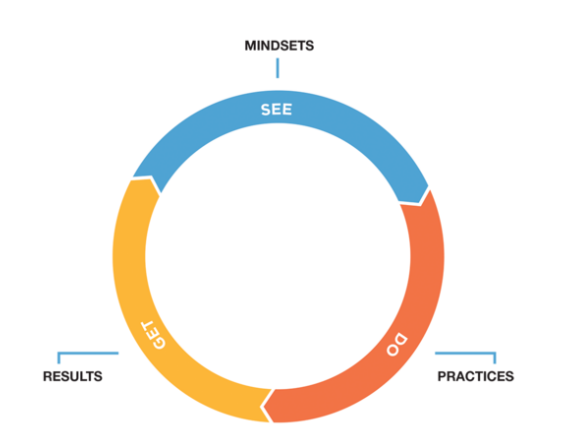 MINDSETS
SEE
DO
PRACTICES
GET
RESULTS